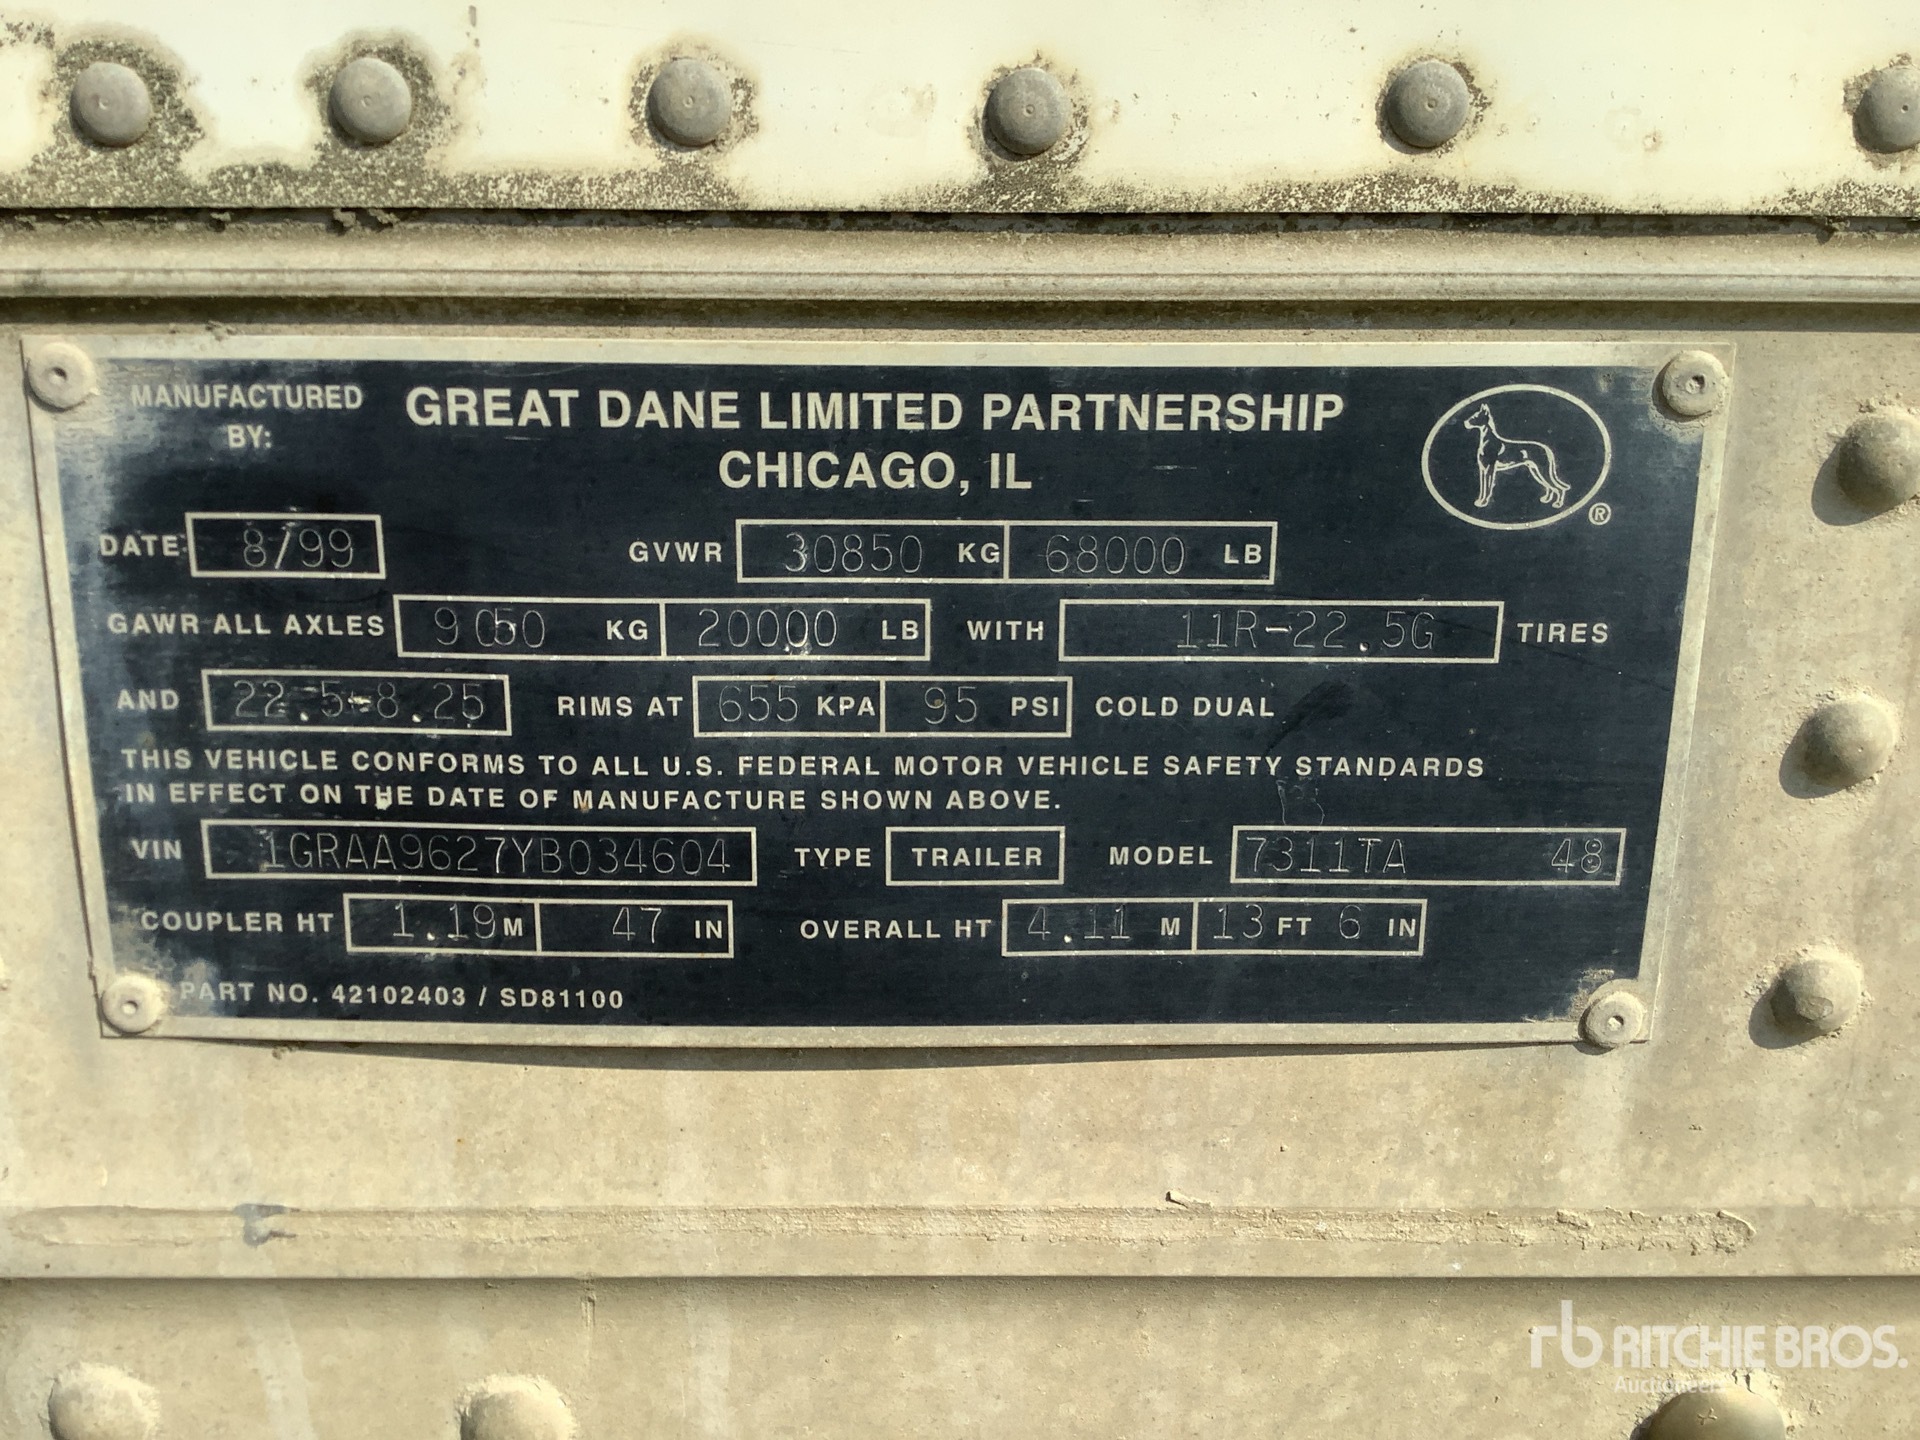 MANUFACTURED BY: GREAT DANE LIMITED PARTNERSHIP
CHICAGO, IL
®
DATE 8/99 GVWR 30850 KG 68000 LB
GAWR ALL AXLES 9050 KG 20000 LB WITH 11R-22.5G TIRES
AND 22.5-8.25 RIMS AT 655 KPA 95 PSI COLD DUAL
THIS VEHICLE CONFORMS TO ALL U.S. FEDERAL MOTOR VEHICLE SAFETY STANDARDS
IN EFFECT ON THE DATE OF MANUFACTURE SHOWN ABOVE.
VIN 1GRAA9627YB034604 TYPE TRAILER MODEL 7311TA 48
COUPLER HT 1.19 M 47 IN OVERALL HT 4.11 M 13 FT 6 IN
PART NO. 42102403 / SD81100
rb RITCHIE BROS.
Auctioneers